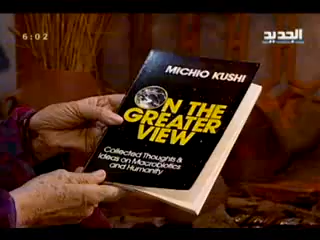 6:02
الجديد
MICHIO KUSHI
ON THE
GREATER
VIEW
Collected Thoughts &
Ideas on Macrobiotics
and Humanity